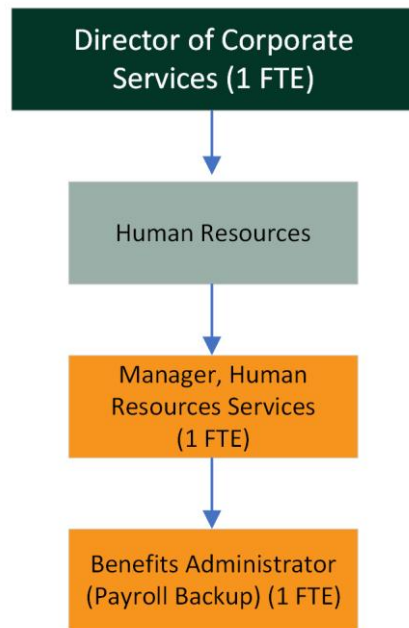 Director of Corporate
Services (1 FTE)
Human Resources
Manager, Human
Resources Services
(1 FTE)
Benefits Administrator
(Payroll Backup) (1 FTE)